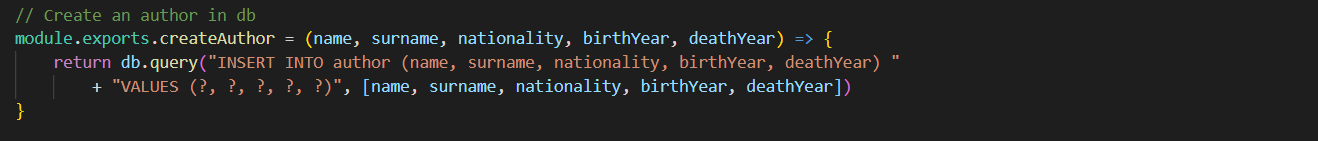 // Create an author in db
module.exports.createAuthor = (name, surname, nationality, birthYear, deathYear) => {
    return db.query("INSERT INTO author (name, surname, nationality, birthYear, deathYear) "
        + "VALUES (?, ?, ?, ?, ?)", [name, surname, nationality, birthYear, deathYear])
}